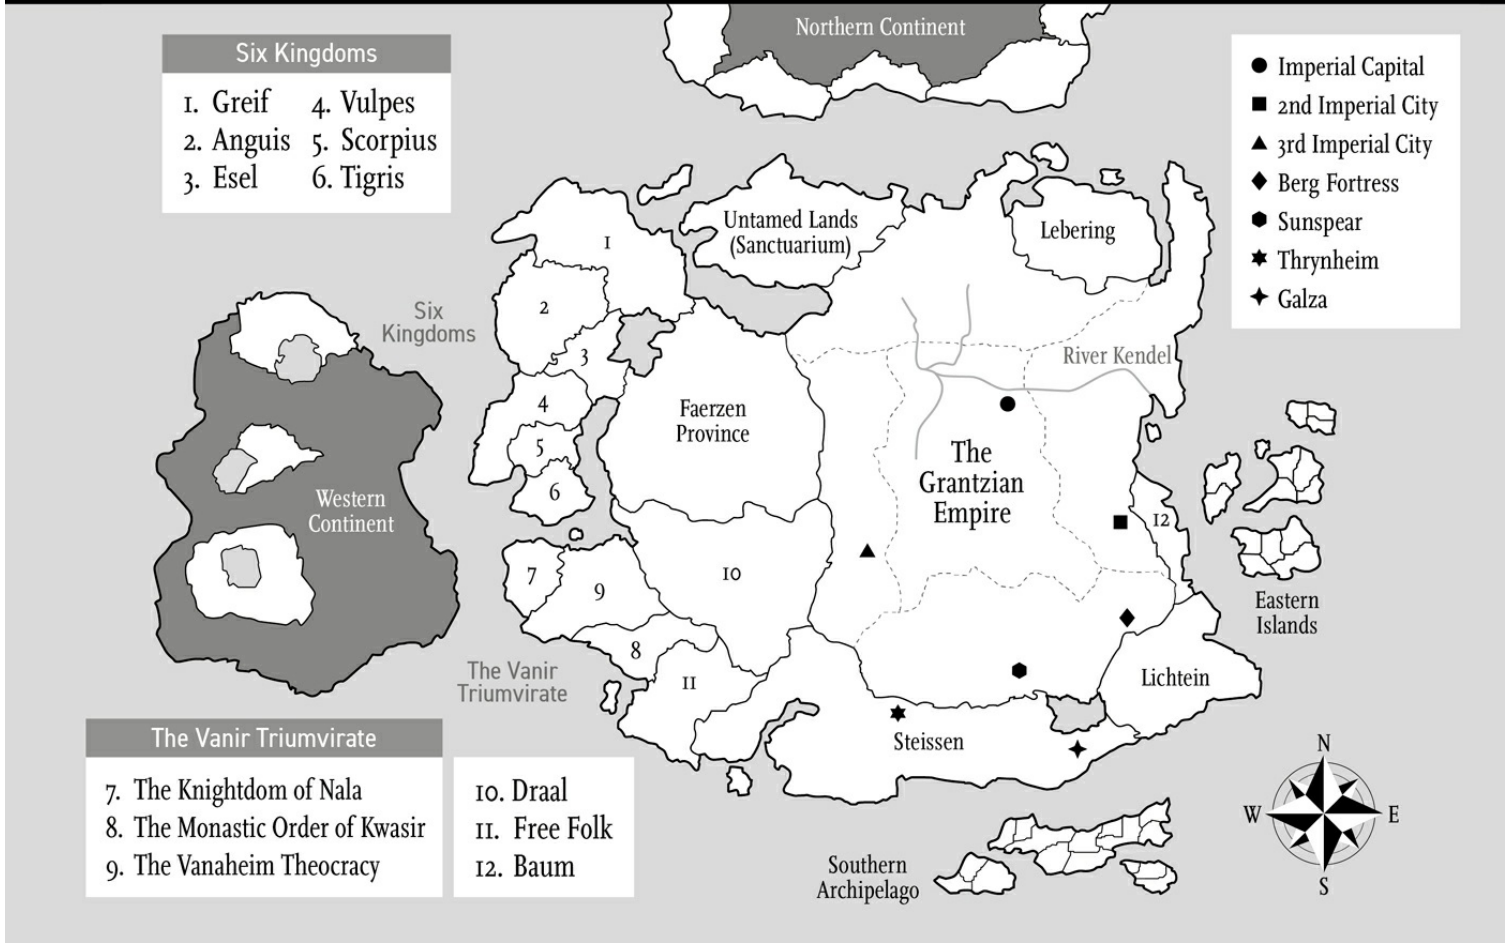 Northern Continent
Six Kingdoms
1. Greif
2. Anguis
3. Esel
4. Vulpes
5. Scorpius
6. Tigris
Imperial Capital
2nd Imperial City
3rd Imperial City
Berg Fortress
Sunspear
Thrynheim
Galza
Untamed Lands
(Sanctuarium)
Lebering
1
2
3
4
5
6
Six
Kingdoms
River Kendel
Faerzen
Province
The
Grantzian
Empire
Western
Continent
12
7
9
10
8
11
Eastern
Islands
The Vanir
Triumvirate
Lichtein
Steissen
The Vanir Triumvirate
7. The Knightdom of Nala
8. The Monastic Order of Kwasir
9. The Vanaheim Theocracy
10. Draal
11. Free Folk
12. Baum
Southern
Archipelago
N
W
E
S